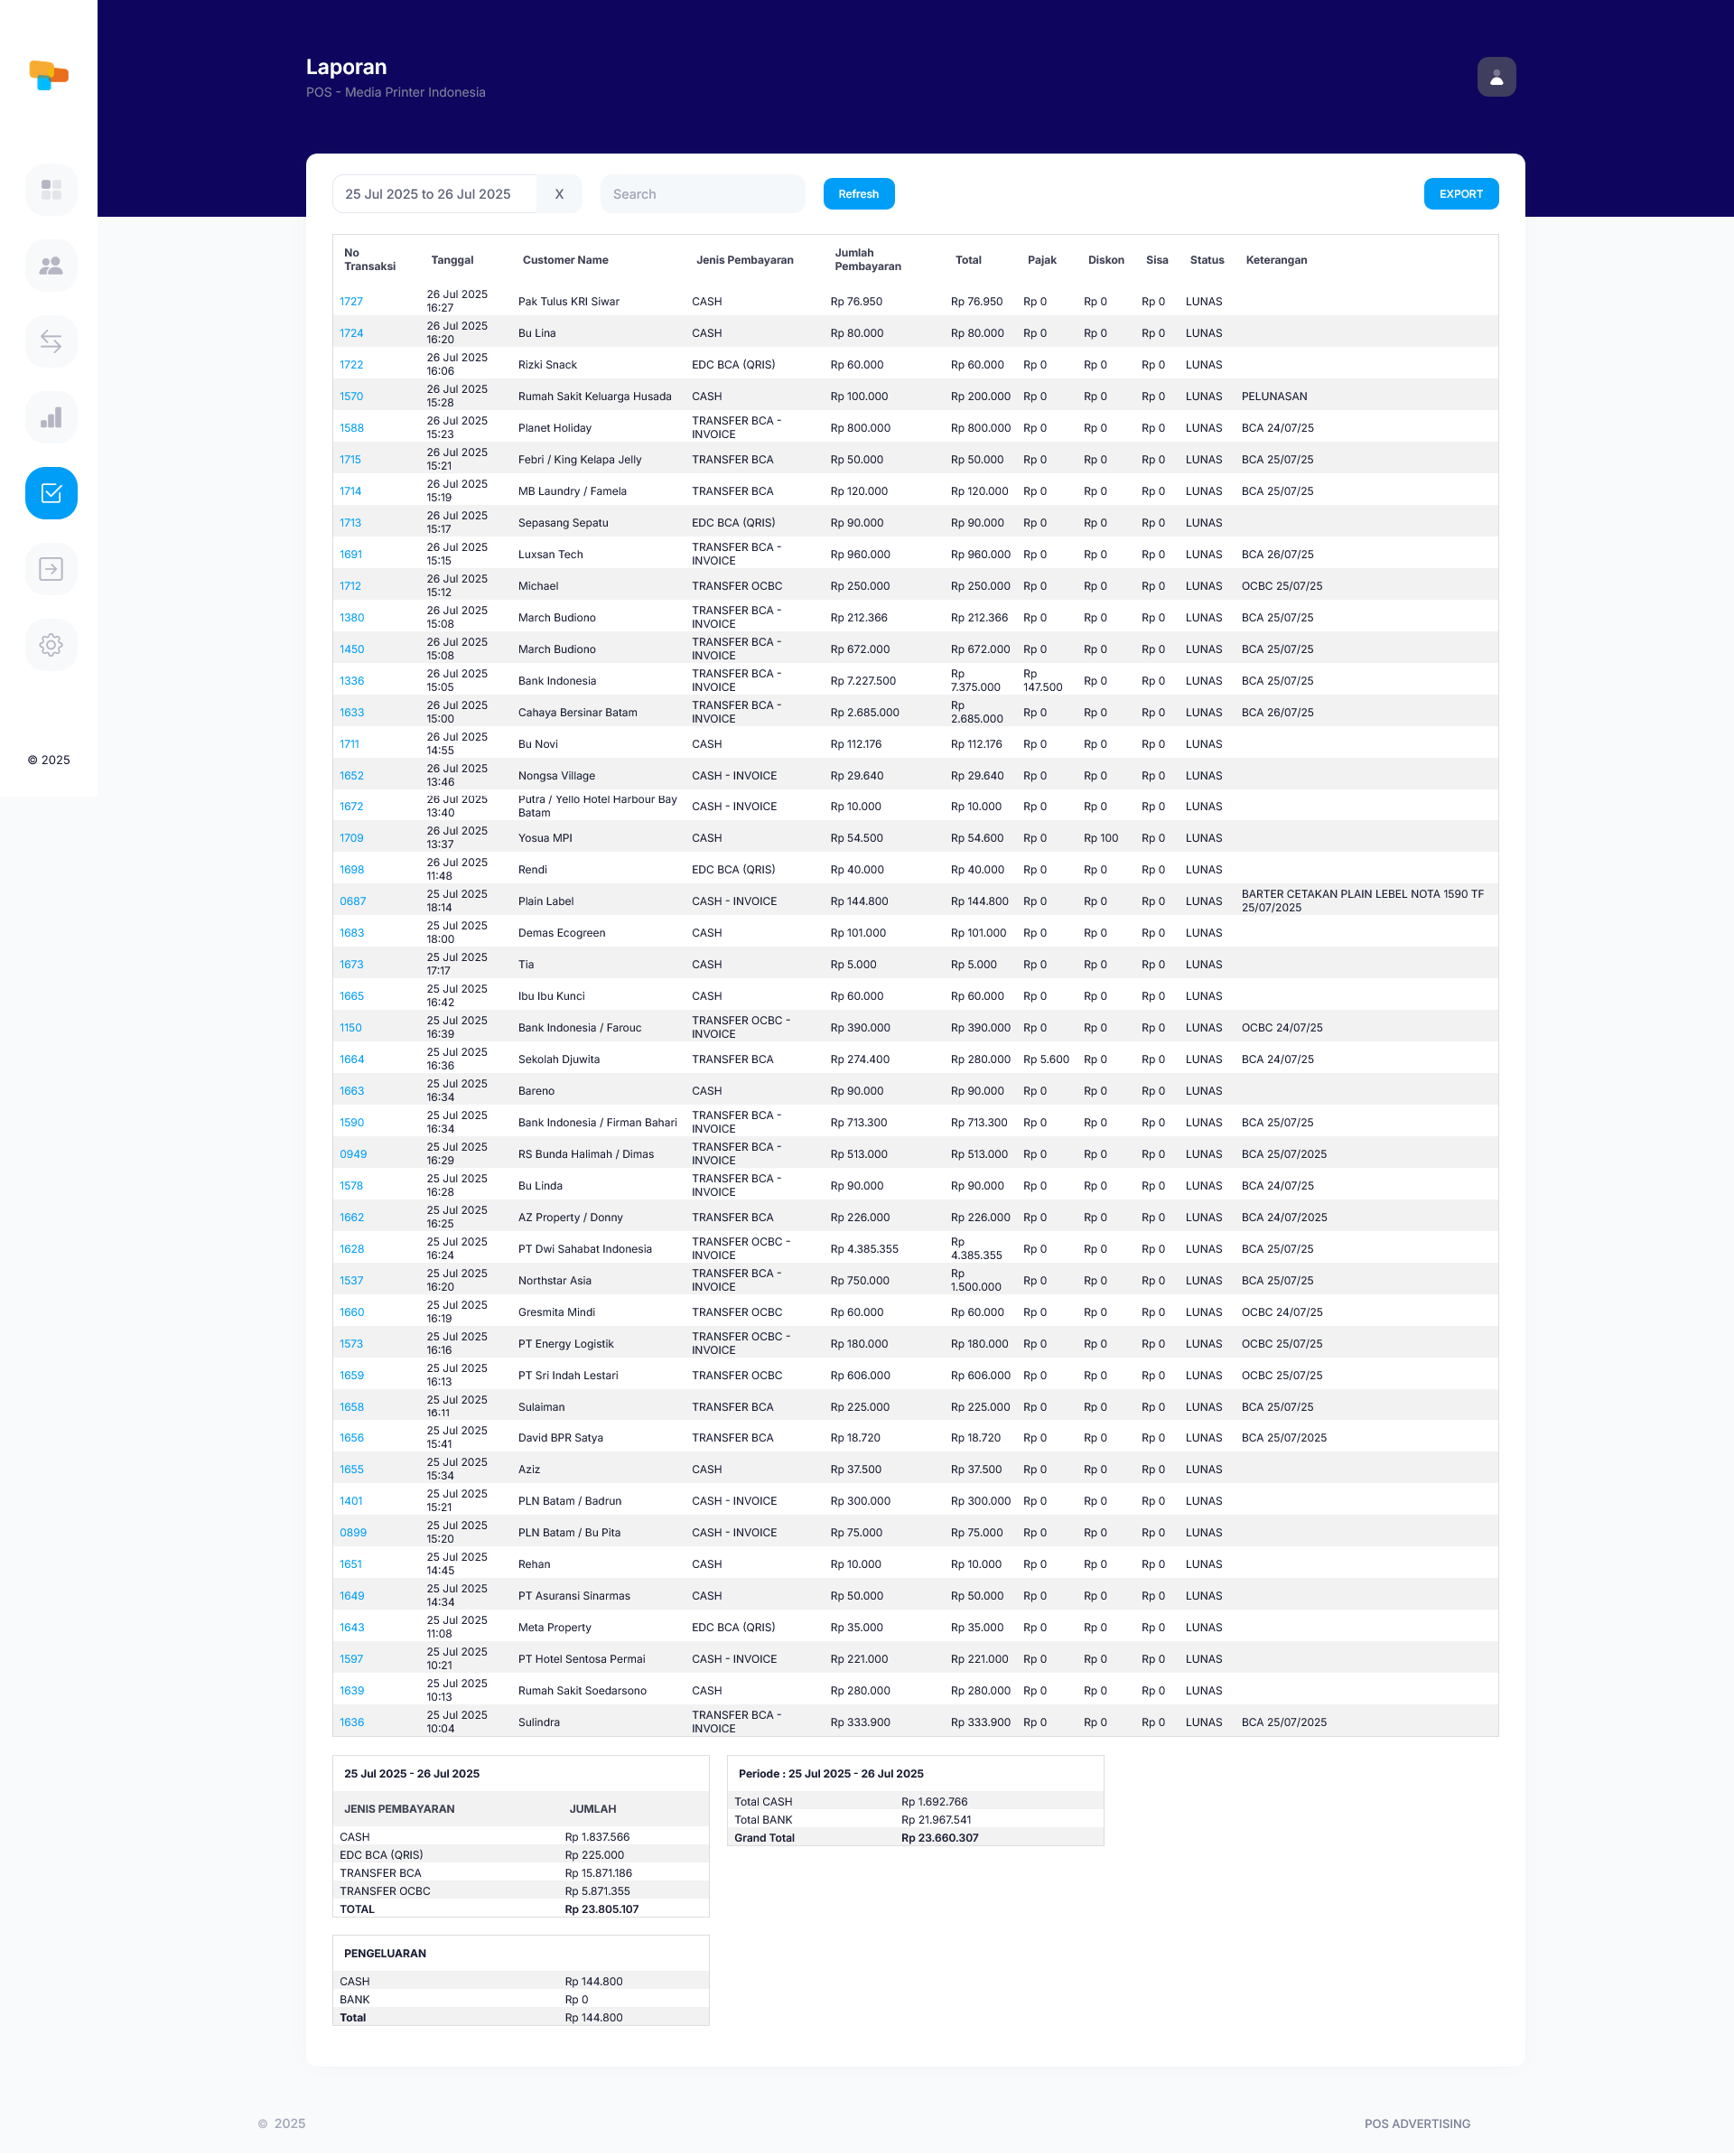 Laporan
POS - Media Printer Indonesia
25 Jul 2025 to 26 Jul 2025 X Search Refresh EXPORT
No Transaksi Tanggal Customer Name Jenis Pembayaran Jumlah Pembayaran Total Pajak Diskon Sisa Status Keterangan
1727 26 Jul 2025 16:27 Pak Tulus KRI Siwar CASH Rp 76.950 Rp 76.950 Rp 0 Rp 0 Rp 0 LUNAS
1724 26 Jul 2025 16:20 Bu Lina CASH Rp 80.000 Rp 80.000 Rp 0 Rp 0 Rp 0 LUNAS
1722 26 Jul 2025 16:06 Rizki Snack EDC BCA (QRIS) Rp 60.000 Rp 60.000 Rp 0 Rp 0 Rp 0 LUNAS
1570 26 Jul 2025 15:28 Rumah Sakit Keluarga Husada CASH Rp 100.000 Rp 200.000 Rp 0 Rp 0 Rp 0 LUNAS PELUNASAN
1588 26 Jul 2025 15:23 Planet Holiday TRANSFER BCA - INVOICE Rp 800.000 Rp 800.000 Rp 0 Rp 0 Rp 0 LUNAS BCA 24/07/25
1715 26 Jul 2025 15:21 Febri / King Kelapa Jelly TRANSFER BCA Rp 50.000 Rp 50.000 Rp 0 Rp 0 Rp 0 LUNAS BCA 25/07/25
1714 26 Jul 2025 15:19 MB Laundry / Famela TRANSFER BCA Rp 120.000 Rp 120.000 Rp 0 Rp 0 Rp 0 LUNAS BCA 25/07/25
1713 26 Jul 2025 15:17 Sepasang Sepatu EDC BCA (QRIS) Rp 90.000 Rp 90.000 Rp 0 Rp 0 Rp 0 LUNAS
1691 26 Jul 2025 15:15 Luxsan Tech TRANSFER BCA - INVOICE Rp 960.000 Rp 960.000 Rp 0 Rp 0 Rp 0 LUNAS BCA 26/07/25
1712 26 Jul 2025 15:12 Michael TRANSFER OCBC Rp 250.000 Rp 250.000 Rp 0 Rp 0 Rp 0 LUNAS OCBC 25/07/25
1380 26 Jul 2025 15:08 March Budiono TRANSFER BCA - INVOICE Rp 212.366 Rp 212.366 Rp 0 Rp 0 Rp 0 LUNAS BCA 25/07/25
1450 26 Jul 2025 15:08 March Budiono TRANSFER BCA - INVOICE Rp 672.000 Rp 672.000 Rp 0 Rp 0 Rp 0 LUNAS BCA 25/07/25
1336 26 Jul 2025 15:05 Bank Indonesia TRANSFER BCA - INVOICE Rp 7.227.500 Rp 7.375.000 Rp 147.500 Rp 0 Rp 0 LUNAS BCA 25/07/25
1633 26 Jul 2025 15:00 Cahaya Bersinar Batam TRANSFER BCA - INVOICE Rp 2.685.000 Rp 2.685.000 Rp 0 Rp 0 Rp 0 LUNAS BCA 26/07/25
1711 26 Jul 2025 14:55 Bu Novi CASH Rp 112.176 Rp 112.176 Rp 0 Rp 0 Rp 0 LUNAS
1652 26 Jul 2025 13:46 Nongsa Village CASH - INVOICE Rp 29.640 Rp 29.640 Rp 0 Rp 0 Rp 0 LUNAS
1672 26 Jul 2025 13:40 Putra / Yello Hotel Harbour Bay Batam CASH - INVOICE Rp 10.000 Rp 10.000 Rp 0 Rp 0 Rp 0 LUNAS
1709 26 Jul 2025 13:37 Yosua MPI CASH Rp 54.500 Rp 54.600 Rp 0 Rp 100 Rp 0 LUNAS
1698 26 Jul 2025 11:48 Rendi EDC BCA (QRIS) Rp 40.000 Rp 40.000 Rp 0 Rp 0 Rp 0 LUNAS
0687 25 Jul 2025 18:14 Plain Label CASH - INVOICE Rp 144.800 Rp 144.800 Rp 0 Rp 0 Rp 0 LUNAS BARTER CETAKAN PLAIN LEBEL NOTA 1590 TF 25/07/2025
1683 25 Jul 2025 18:00 Demas Ecogreen CASH Rp 101.000 Rp 101.000 Rp 0 Rp 0 Rp 0 LUNAS
1673 25 Jul 2025 17:17 Tia CASH Rp 5.000 Rp 5.000 Rp 0 Rp 0 Rp 0 LUNAS
1665 25 Jul 2025 16:42 Ibu Ibu Kunci CASH Rp 60.000 Rp 60.000 Rp 0 Rp 0 Rp 0 LUNAS
1150 25 Jul 2025 16:39 Bank Indonesia / Farouc TRANSFER OCBC - INVOICE Rp 390.000 Rp 390.000 Rp 0 Rp 0 Rp 0 LUNAS OCBC 24/07/25
1664 25 Jul 2025 16:36 Sekolah Djuwita TRANSFER BCA Rp 274.400 Rp 280.000 Rp 5.600 Rp 0 Rp 0 LUNAS BCA 24/07/25
1663 25 Jul 2025 16:34 Bareno CASH Rp 90.000 Rp 90.000 Rp 0 Rp 0 Rp 0 LUNAS
1590 25 Jul 2025 16:34 Bank Indonesia / Firman Bahari TRANSFER BCA - INVOICE Rp 713.300 Rp 713.300 Rp 0 Rp 0 Rp 0 LUNAS BCA 25/07/25
0949 25 Jul 2025 16:29 RS Bunda Halimah / Dimas TRANSFER BCA - INVOICE Rp 513.000 Rp 513.000 Rp 0 Rp 0 Rp 0 LUNAS BCA 25/07/2025
1578 25 Jul 2025 16:28 Bu Linda TRANSFER BCA - INVOICE Rp 90.000 Rp 90.000 Rp 0 Rp 0 Rp 0 LUNAS BCA 24/07/25
1662 25 Jul 2025 16:25 AZ Property / Donny TRANSFER BCA Rp 226.000 Rp 226.000 Rp 0 Rp 0 Rp 0 LUNAS BCA 24/07/2025
1628 25 Jul 2025 16:24 PT Dwi Sahabat Indonesia TRANSFER OCBC - INVOICE Rp 4.385.355 Rp 4.385.355 Rp 0 Rp 0 Rp 0 LUNAS BCA 25/07/25
1537 25 Jul 2025 16:20 Northstar Asia TRANSFER BCA - INVOICE Rp 750.000 Rp 1.500.000 Rp 0 Rp 0 Rp 0 LUNAS BCA 25/07/25
1660 25 Jul 2025 16:19 Gresmita Mindi TRANSFER OCBC Rp 60.000 Rp 60.000 Rp 0 Rp 0 Rp 0 LUNAS OCBC 24/07/25
1573 25 Jul 2025 16:16 PT Energy Logistik TRANSFER OCBC - INVOICE Rp 180.000 Rp 180.000 Rp 0 Rp 0 Rp 0 LUNAS OCBC 25/07/25
1659 25 Jul 2025 16:13 PT Sri Indah Lestari TRANSFER OCBC Rp 606.000 Rp 606.000 Rp 0 Rp 0 Rp 0 LUNAS OCBC 25/07/25
1658 25 Jul 2025 16:11 Sulaiman TRANSFER BCA Rp 225.000 Rp 225.000 Rp 0 Rp 0 Rp 0 LUNAS BCA 25/07/25
1656 25 Jul 2025 15:41 David BPR Satya TRANSFER BCA Rp 18.720 Rp 18.720 Rp 0 Rp 0 Rp 0 LUNAS BCA 25/07/2025
1655 25 Jul 2025 15:34 Aziz CASH Rp 37.500 Rp 37.500 Rp 0 Rp 0 Rp 0 LUNAS
1401 25 Jul 2025 15:21 PLN Batam / Badrun CASH - INVOICE Rp 300.000 Rp 300.000 Rp 0 Rp 0 Rp 0 LUNAS
0899 25 Jul 2025 15:20 PLN Batam / Bu Pita CASH - INVOICE Rp 75.000 Rp 75.000 Rp 0 Rp 0 Rp 0 LUNAS
1651 25 Jul 2025 14:45 Rehan CASH Rp 10.000 Rp 10.000 Rp 0 Rp 0 Rp 0 LUNAS
1649 25 Jul 2025 14:34 PT Asuransi Sinarmas CASH Rp 50.000 Rp 50.000 Rp 0 Rp 0 Rp 0 LUNAS
1643 25 Jul 2025 11:08 Meta Property EDC BCA (QRIS) Rp 35.000 Rp 35.000 Rp 0 Rp 0 Rp 0 LUNAS
1597 25 Jul 2025 10:21 PT Hotel Sentosa Permai CASH - INVOICE Rp 221.000 Rp 221.000 Rp 0 Rp 0 Rp 0 LUNAS
1639 25 Jul 2025 10:13 Rumah Sakit Soedarsono CASH Rp 280.000 Rp 280.000 Rp 0 Rp 0 Rp 0 LUNAS
1636 25 Jul 2025 10:04 Sulindra TRANSFER BCA - INVOICE Rp 333.900 Rp 333.900 Rp 0 Rp 0 Rp 0 LUNAS BCA 25/07/2025
25 Jul 2025 - 26 Jul 2025
JENIS PEMBAYARAN JUMLAH
CASH Rp 1.837.566
EDC BCA (QRIS) Rp 225.000
TRANSFER BCA Rp 15.871.186
TRANSFER OCBC Rp 5.871.355
TOTAL Rp 23.805.107
Periode : 25 Jul 2025 - 26 Jul 2025
Total CASH Rp 1.692.766
Total BANK Rp 21.967.541
Grand Total Rp 23.660.307
PENGELUARAN
CASH Rp 144.800
BANK Rp 0
Total Rp 144.800
© 2025
© 2025 POS ADVERTISING